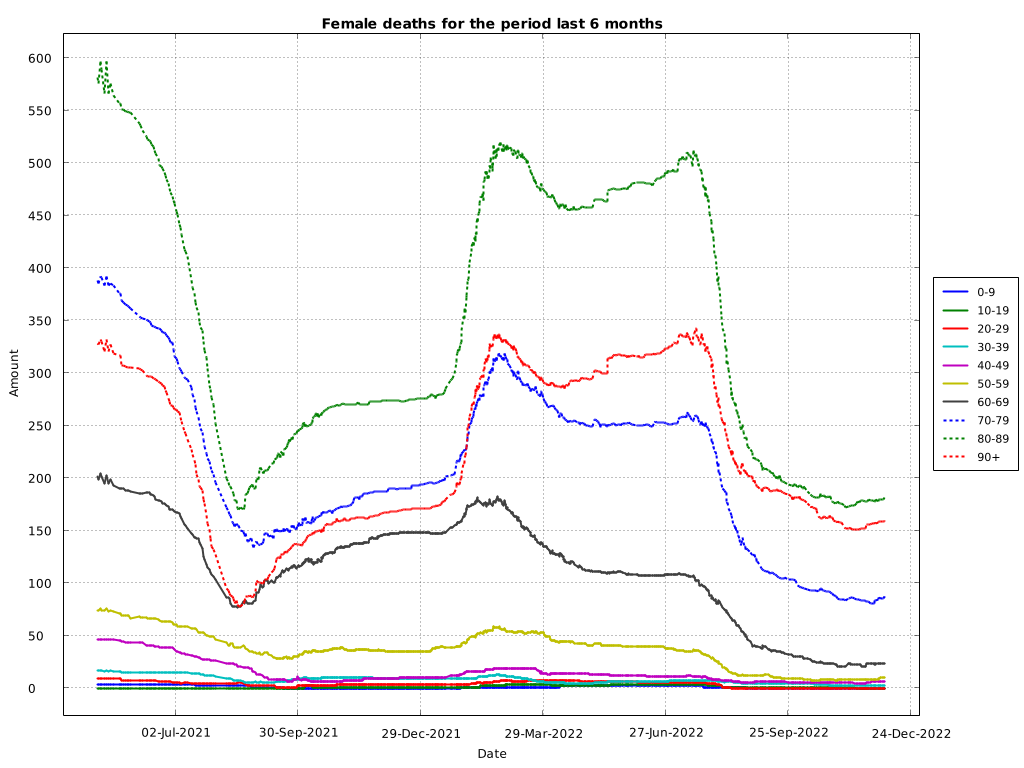 Female deaths for the period last 6 months
600
550
500
450
400
350
300
250
200
150
100
50
0
Amount
02-Jul-2021
30-Sep-2021
29-Dec-2021
29-Mar-2022
27-Jun-2022
25-Sep-2022
24-Dec-2022
Date
0-9
10-19
20-29
30-39
40-49
50-59
60-69
70-79
80-89
90+